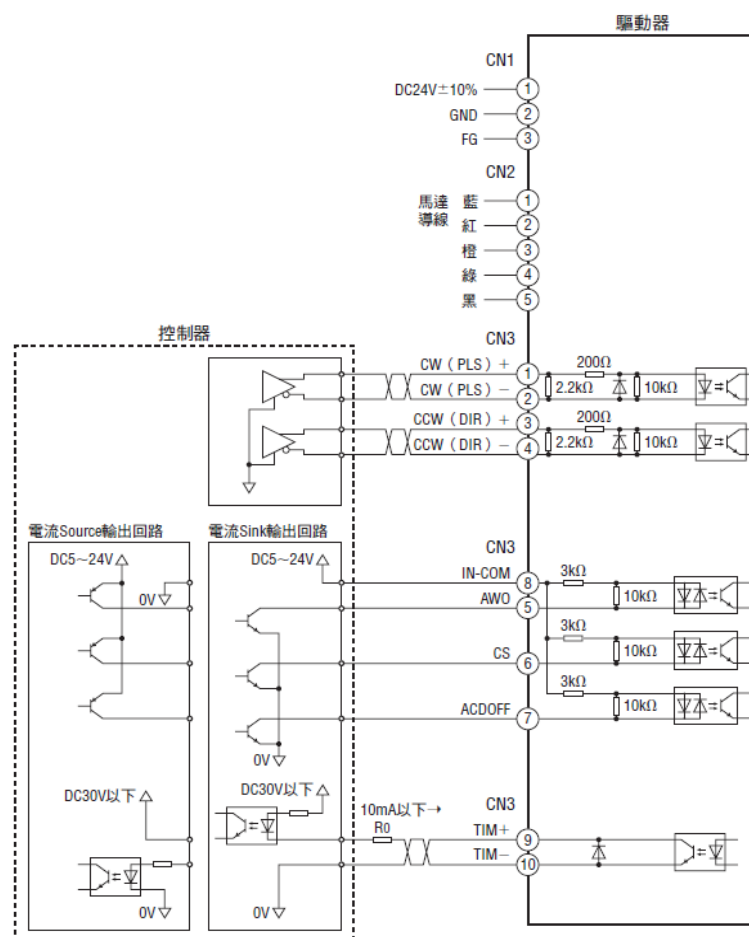 驅動器
CN1
DC24V±10% 1
GND 2
FG 3
CN2
馬達 藍 1
導線 紅 2
橙 3
綠 4
黑 5
控制器
CN3
CW（PLS）+ 1 200Ω
CW（PLS）− 2 2.2kΩ 10kΩ
CCW（DIR）+ 3 200Ω
CCW（DIR）− 4 2.2kΩ 10kΩ
電流Source輸出回路
電流Sink輸出回路
DC5~24V
0V
DC5~24V
CN3
IN-COM 8 3kΩ
AWO 5 10kΩ
3kΩ
CS 6 10kΩ
3kΩ
ACDOFF 7 10kΩ
0V
DC30V以下
DC30V以下
10mA以下→
R0
CN3
TIM+ 9
TIM− 10
0V
0V